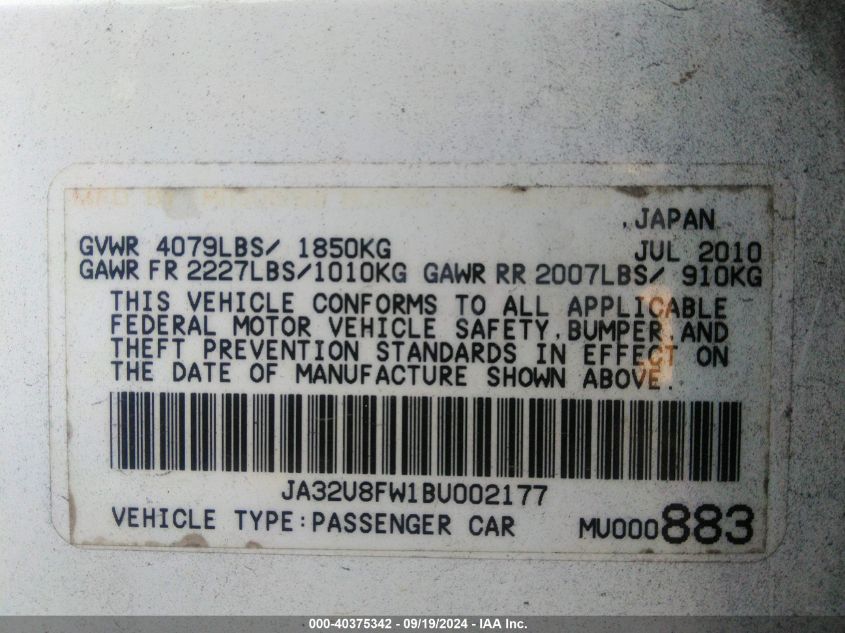 MFD BY
JAPAN
GVWR 4079LBS/ 1850KG JUL 2010
GAWR FR 2227LBS/1010KG GAWR RR 2007LBS/ 910KG
THIS VEHICLE CONFORMS TO ALL APPLICABLE
FEDERAL MOTOR VEHICLE SAFETY, BUMPER, AND
THEFT PREVENTION STANDARDS IN EFFECT ON
THE DATE OF MANUFACTURE SHOWN ABOVE.
JA32U8FW1BU002177
VEHICLE TYPE:PASSENGER CAR MU000883
000-40375342 - 09/19/2024 - IAA Inc.